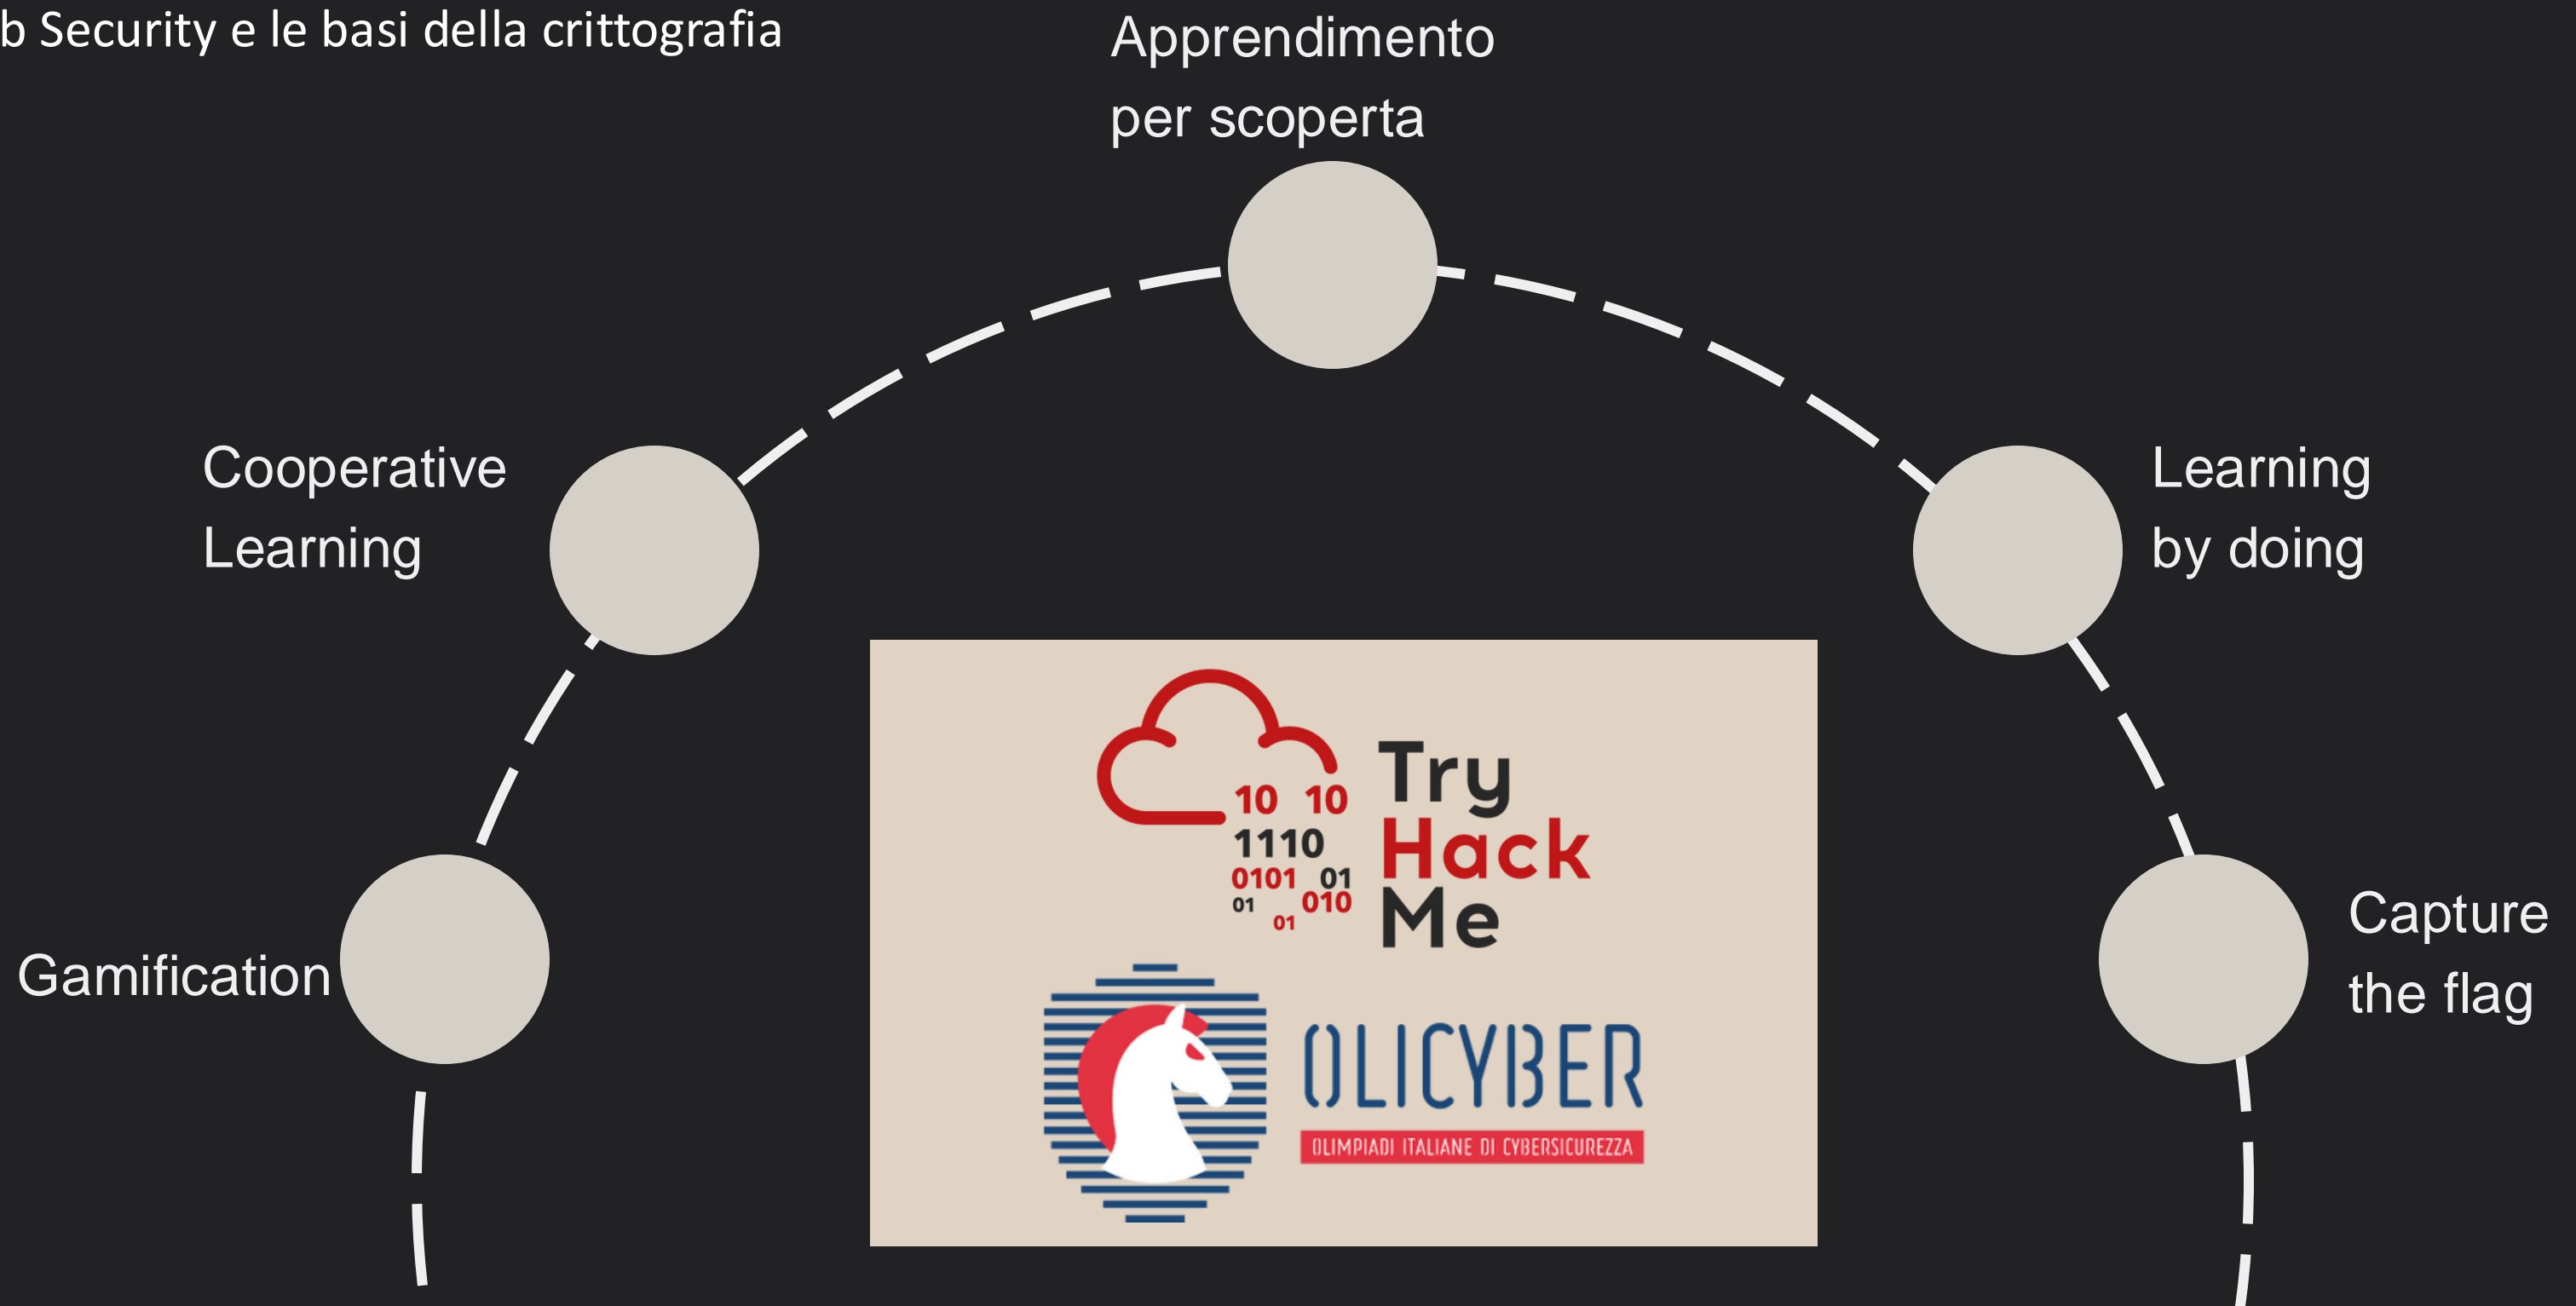 b Security e le basi della crittografia
Apprendimento
per scoperta
Cooperative
Learning
Learning
by doing
Gamification
Capture
the flag
10 10
1110
0101 01
01 010
01
Try
Hack
Me
OLICYBER
OLIMPIADI ITALIANE DI CYBERSICUREZZA